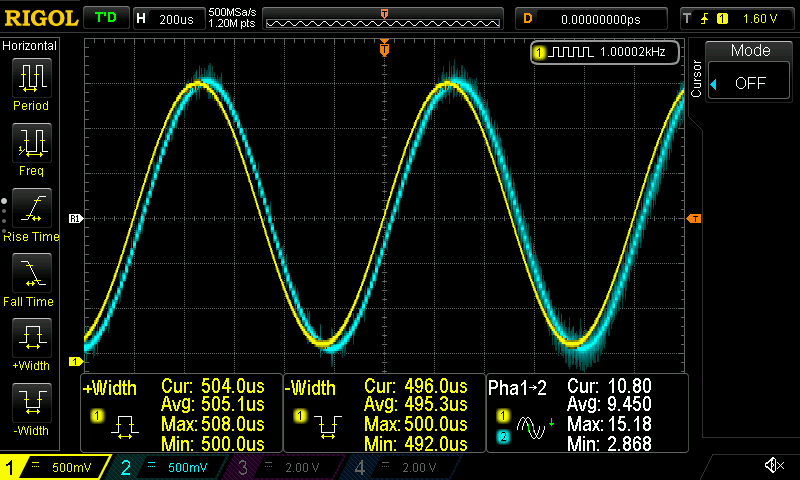 RIGOL T'D H 200us 500MSa/s 1.20M pts T D 0.00000000ps T 1 1.60 V
Horizontal
Period
Freq
Rise Time
Fall Time
+Width
-Width
T
1 1.00002kHz
R1
T
1
Cursor
Mode
OFF
+Width
1
Cur: 504.0us
Avg: 505.1us
Max: 508.0us
Min: 500.0us
-Width
1
Cur: 496.0us
Avg: 495.3us
Max: 500.0us
Min: 492.0us
Pha1→2
1
2
Cur: 10.80
Avg: 9.450
Max: 15.18
Min: 2.868
1 500mV 2 500mV 3 2.00 V 4 2.00 V